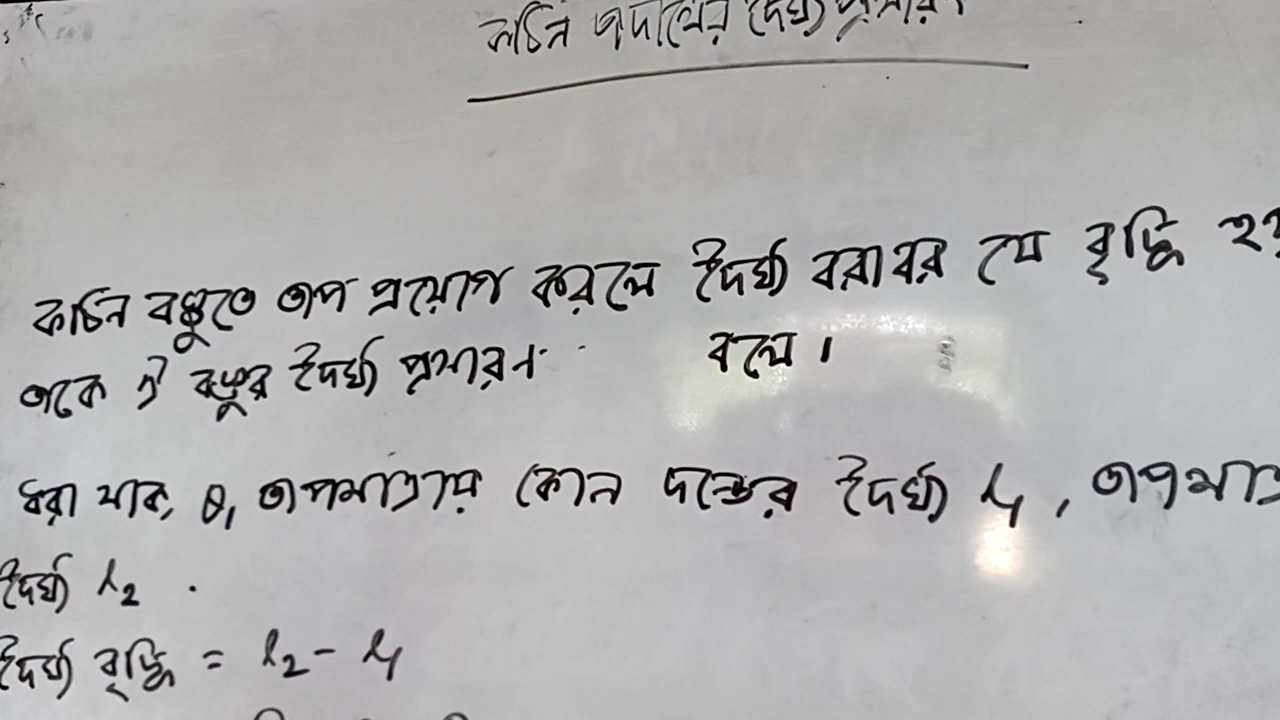 কঠিন পদার্থের দৈর্ঘ্য প্রসারণ
কঠিন বস্তুতে তাপ প্রয়োগ করলে দৈর্ঘ্য বরাবর যে বৃদ্ধি হয়
তাকে ঐ বস্তুর দৈর্ঘ্য প্রসারণ বলে।
ধরা যাক, θ₁ তাপমাত্রায় কোন দন্ডের দৈর্ঘ্য l₁, তাপমাত্র
দৈর্ঘ্য l₂ .
দৈর্ঘ্য বৃদ্ধি = l₂ - l₁